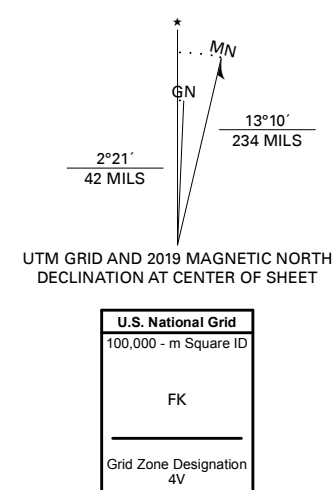 ★
MN
GN
13°10´
234 MILS
2°21´
42 MILS
UTM GRID AND 2019 MAGNETIC NORTH
DECLINATION AT CENTER OF SHEET
U.S. National Grid
100,000 - m Square ID
FK
Grid Zone Designation
4V